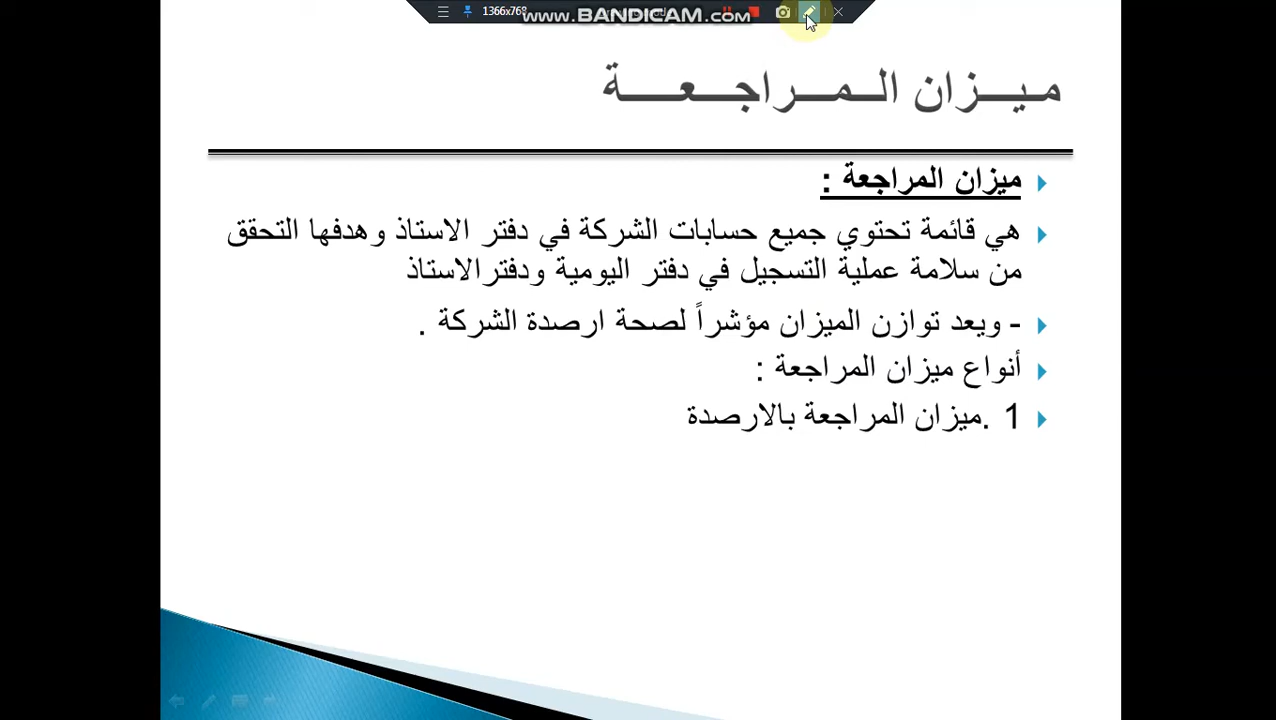 1366x768
www.BANDICAM.com
ميزان المراجعة
ميزان المراجعة :
هي قائمة تحتوي جميع حسابات الشركة في دفتر الاستاذ وهدفها التحقق
من سلامة عملية التسجيل في دفتر اليومية ودفترالاستاذ
- ويعد توازن الميزان مؤشراً لصحة ارصدة الشركة .
أنواع ميزان المراجعة :
1 .ميزان المراجعة بالارصدة